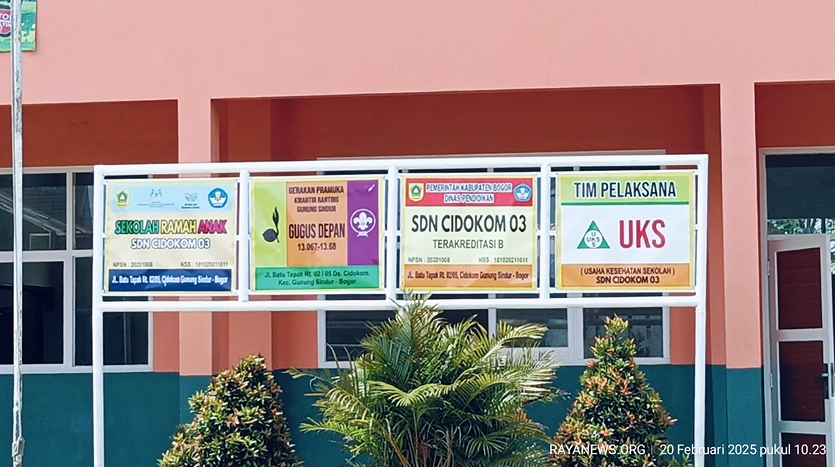 SEKOLAH RAMAH ANAK
SDN CIDOKOM 03
NPSN : 20201008 NSS : 101020211011
JL. Batu Tapak Rt. 02/05, Cidokom Gunung Sindur - Bogor
GERAKAN PRAMUKA
KWARTIR RANTING
GUNUNG SINDUR
GUGUS DEPAN
13.067-13.68
Jl. Batu Tapak Rt. 02 / 05 Ds. Cidokom.
Kec. Gunung Sindur - Bogor
PEMERINTAH KABUPATEN BOGOR
DINAS PENDIDIKAN
SDN CIDOKOM 03
TERAKREDITASI B
NPSN : 20201008 NSS : 101020211011
JL. Batu Tapak Rt. 02/05, Cidokom Gunung Sindur - Bogor
TIM PELAKSANA
U
UKS
S
UKS
( USAHA KESEHATAN SEKOLAH )
SDN CIDOKOM 03
RAYANEWS.ORG | 20 Februari 2025 pukul 10.23